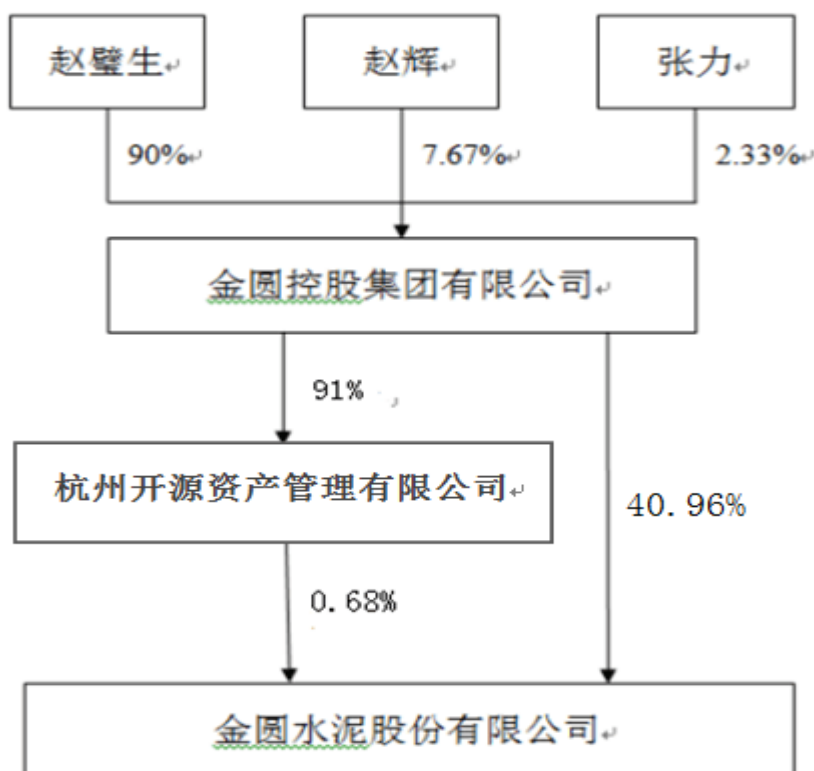 赵璧生
赵辉
张力
90%
7.67%
2.33%
金圆控股集团有限公司
91%
杭州开源资产管理有限公司
40.96%
0.68%
金圆水泥股份有限公司